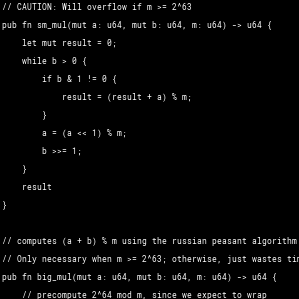 // CAUTION: Will overflow if m >= 2^63
pub fn sm_mul(mut a: u64, mut b: u64, m: u64) -> u64 {
    let mut result = 0;
    while b > 0 {
        if b & 1 != 0 {
            result = (result + a) % m;
        }
        a = (a << 1) % m;
        b >>= 1;
    }
    result
}

// computes (a + b) % m using the russian peasant algorithm
// Only necessary when m >= 2^63; otherwise, just wastes
pub fn big_mul(mut a: u64, mut b: u64, m: u64) -> u64 {
    // precompute 2^64 mod m, since we expect to wrap